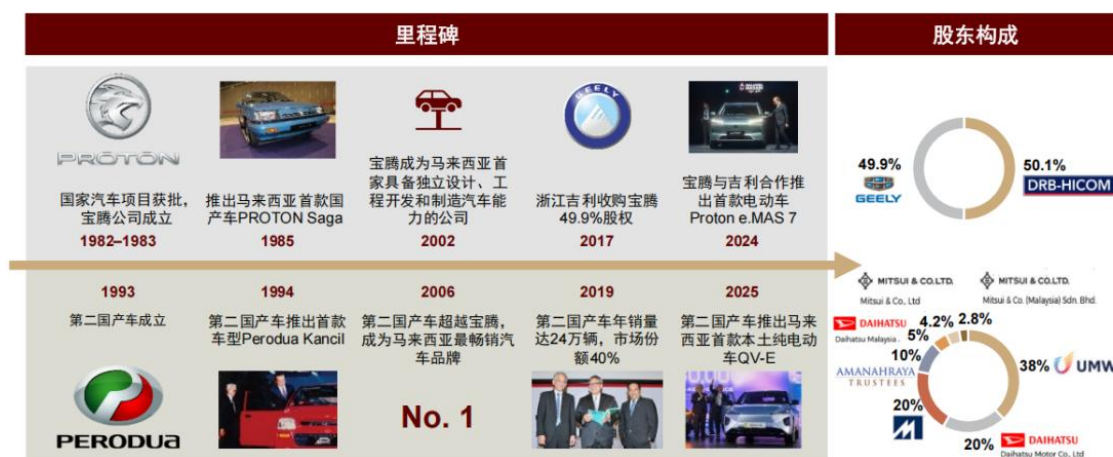 里程碑
股东构成
PROTON
国家汽车项目获批,
宝腾公司成立
1982–1983
推出马来西亚首款国
产车PROTON Saga
1985
宝腾成为马来西亚首
家具备独立设计、工
程开发和制造汽车能
力的公司
2002
GEELY
浙江吉利收购宝腾
49.9%股权
2017
宝腾与吉利合作推
出首款电动车
Proton e.MAS 7
2024
49.9%
GEELY
50.1%
DRB-HICOM
1993
第二国产车成立
PERODUA
1994
第二国产车推出首款
车型Perodua Kancil
2006
第二国产车超越宝腾,
成为马来西亚最畅销汽
车品牌
No. 1
2019
第二国产车年销量
达24万辆,市场份
额40%
2025
第二国产车推出马来
西亚首款本土纯电动
车QV-E
MITSUI & CO.LTD.
Mitsui & Co., Ltd
MITSUI & CO.LTD.
Mitsui & Co. (Malaysia) Sdn. Bhd.
DAIHATSU
Daihatsu Malaysia
5%
4.2%
2.8%
10%
AMANAHRAYA
TRUSTEES
38%
UMW
20%
20%
DAIHATSU
Daihatsu Motor Co., Ltd